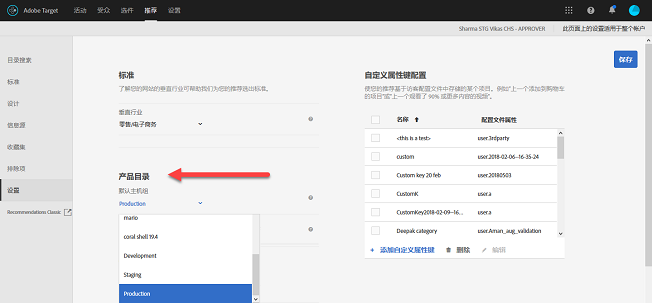 Adobe Target
活动
受众
选件
推荐
设置
Sharma STG Vikas CHS - APPROVER
此页面上的设置适用于整个帐户
目录搜索
标准
设计
信息源
收藏集
排除项
设置
Recommendations Classic
保存
标准
了解您的网站的垂直行业可帮助我们为您的推荐选出标准。
垂直行业
零售/电子商务
产品目录
默认主机组
Production
mario
coral shell 19.4
Development
Staging
Production
自定义属性键配置
使您的推荐基于访客配置文件中存储的某个项目。例如“上一个添加到购物车
的项目”或“上一个观看了 90% 或更多内容的视频”。
名称
配置文件属性
<this is a test>
user.3rdparty
custom
user.2018-02-06--16-35-24
Custom key 20 feb
user.20180503
CustomK
user.a
CustomKey2018-02-09--16...
user.a
Deepak category
user.Aman_aug_validation
添加自定义属性键
删除
编辑